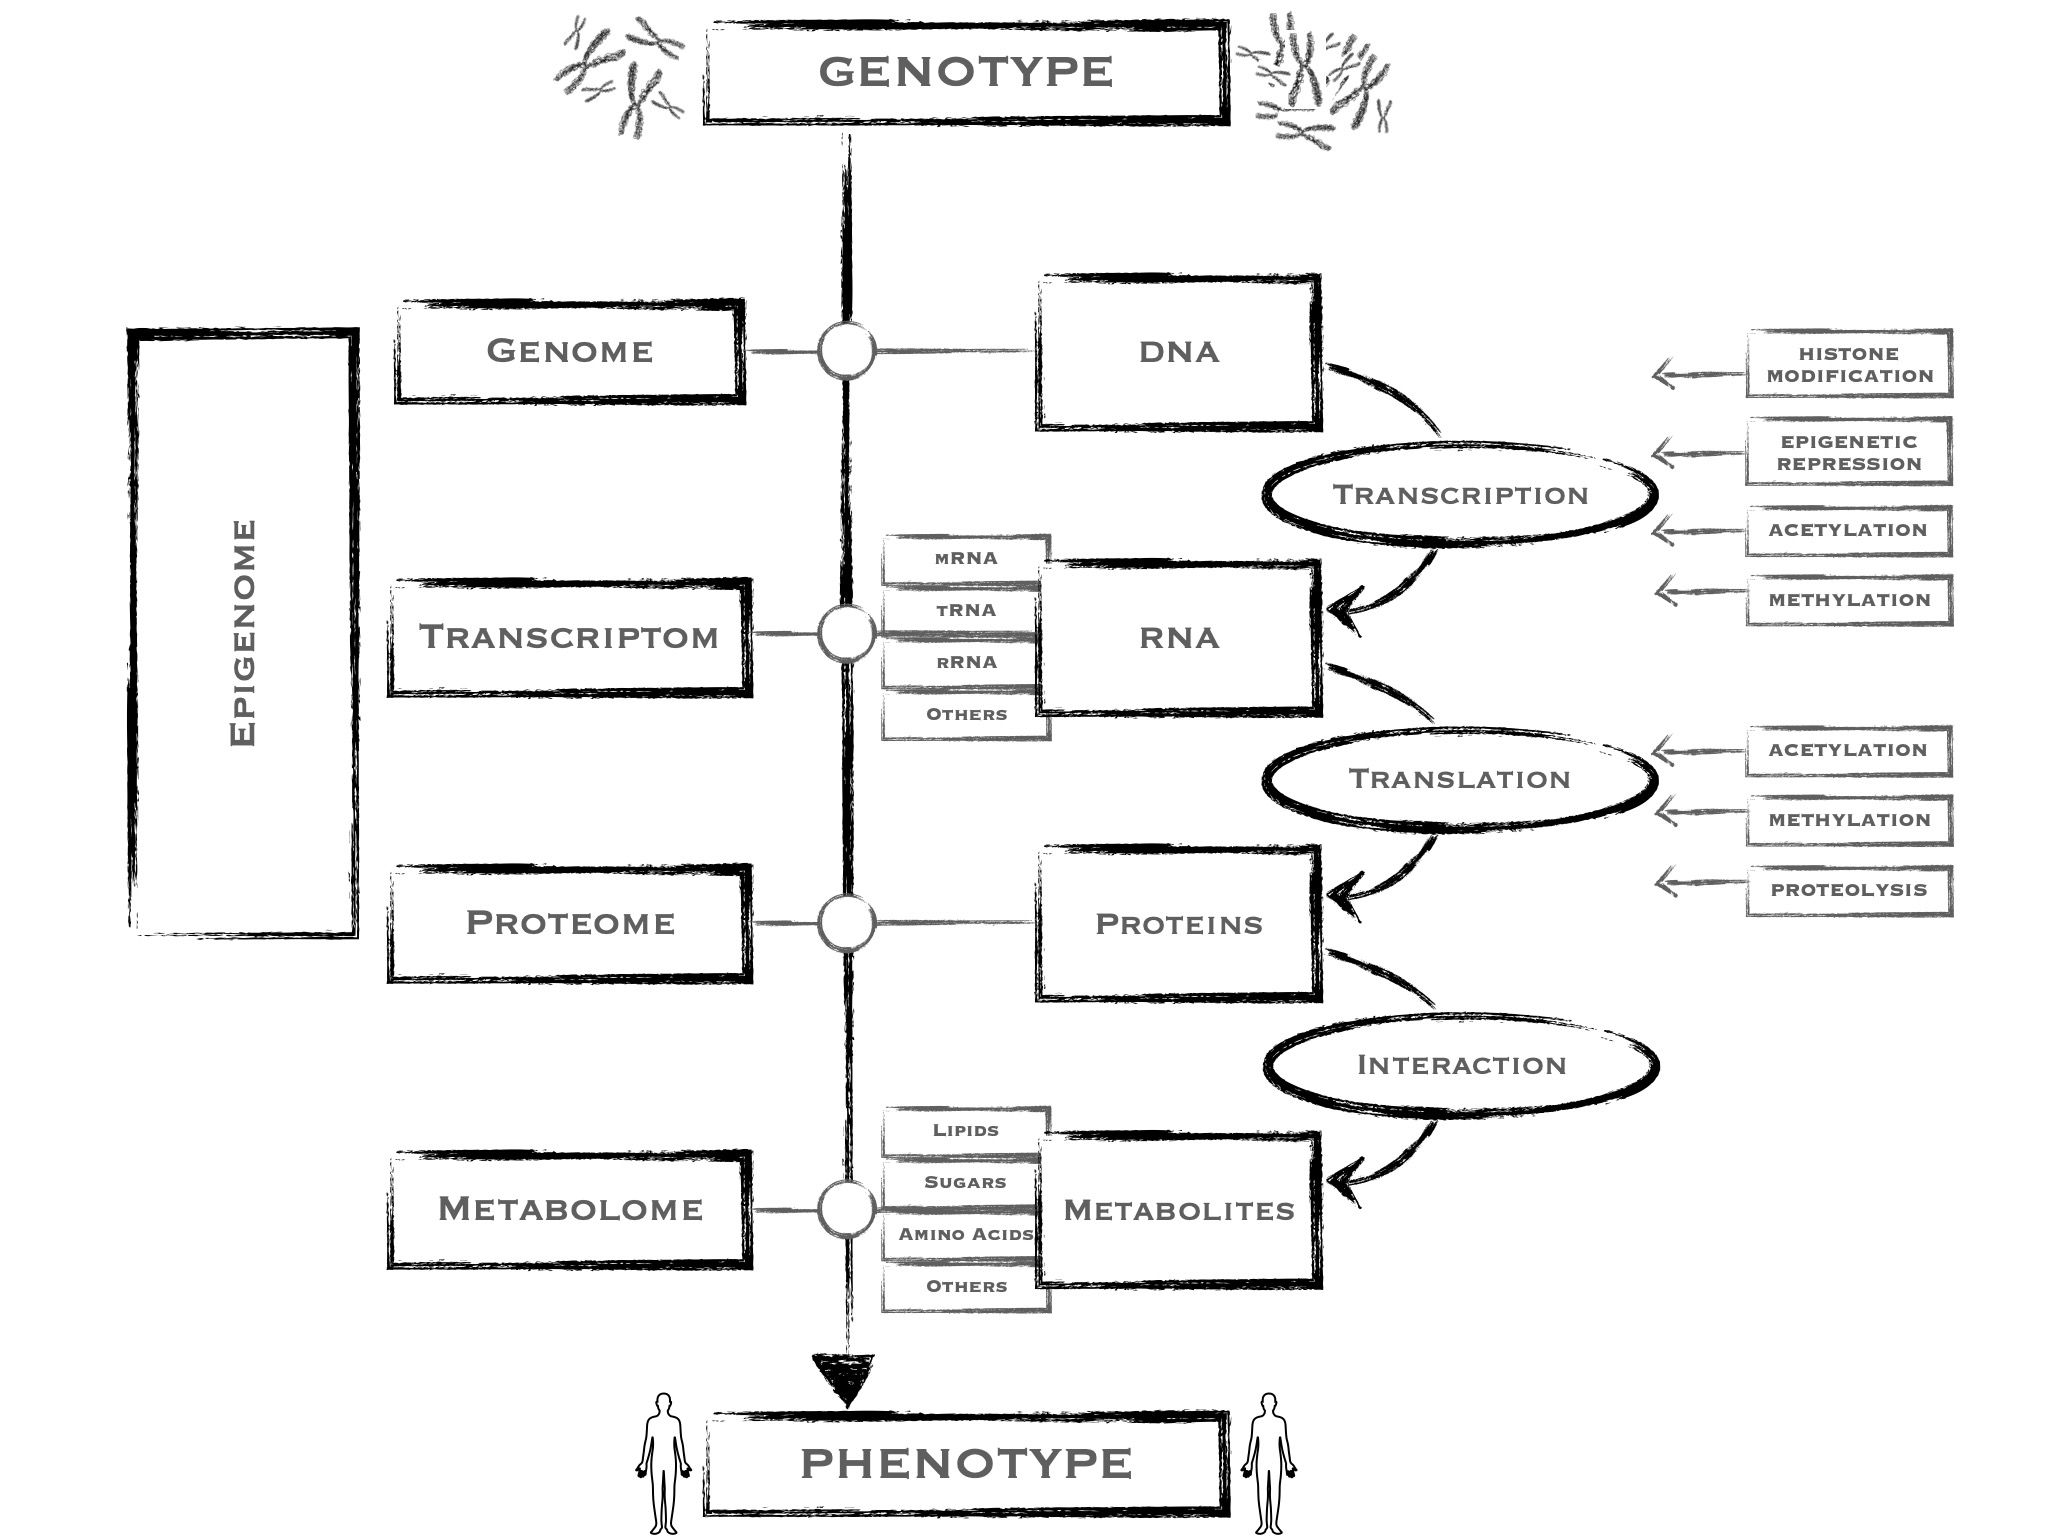 GENOTYPE
Genome
DNA
HISTONE
MODIFICATION
EPIGENETIC
REPRESSION
Transcription
ACETYLATION
METHYLATION
Epigenome
Transcriptom
mRNA
tRNA
rRNA
Others
RNA
Translation
ACETYLATION
METHYLATION
PROTEOLYSIS
Proteome
Proteins
Interaction
Metabolome
Lipids
Sugars
Amino Acids
Others
Metabolites
PHENOTYPE